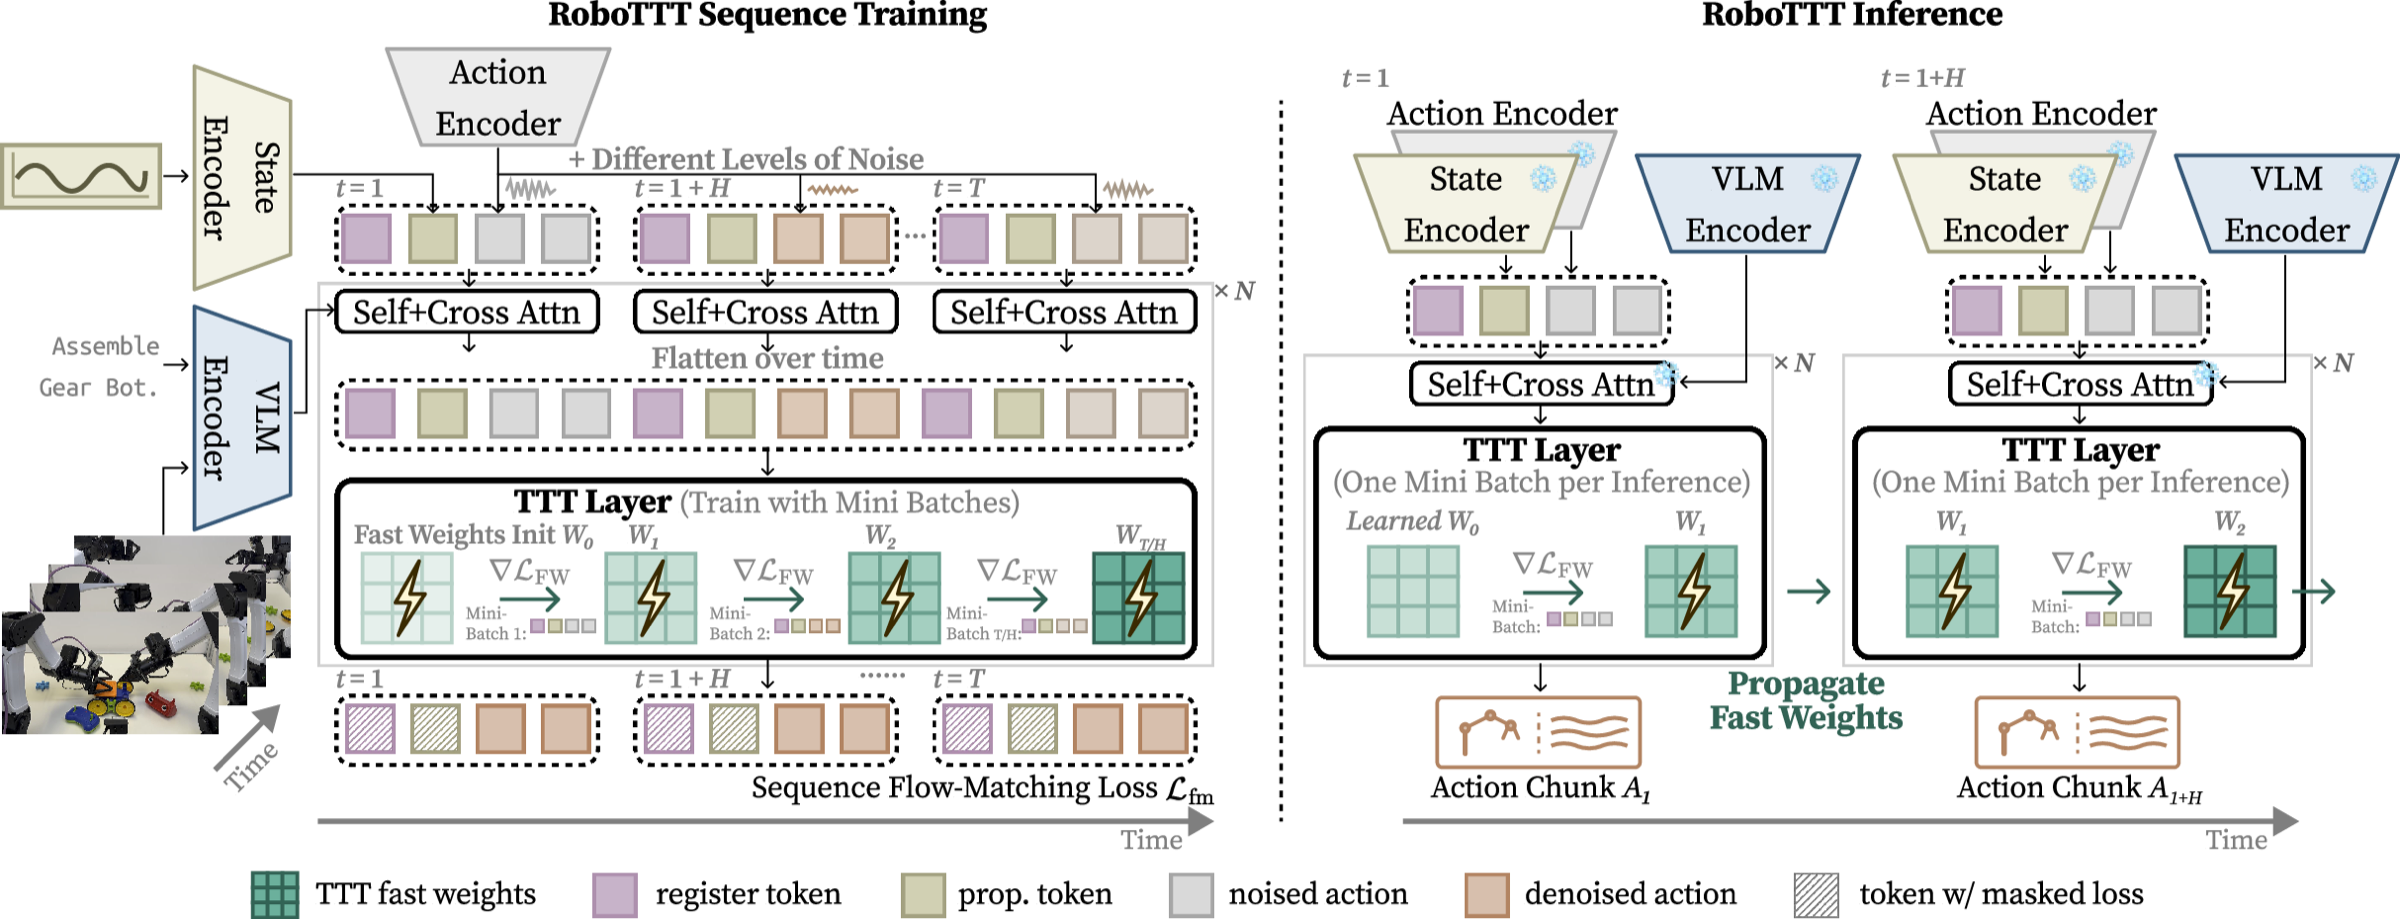 RoboTTT Sequence Training
Action
Encoder
State
Encoder
+ Different Levels of Noise
t = 1
t = 1 + H
t = T
...
Self+Cross Attn
Self+Cross Attn
Self+Cross Attn
× N
Assemble
Gear Bot.
VLM
Encoder
Flatten over time
TTT Layer (Train with Mini Batches)
Fast Weights Init W0
W1
W2
WT/H
∇ℒFW
∇ℒFW
∇ℒFW
Mini-
Batch 1:
Mini-
Batch 2:
Mini-
Batch T/H:
t = 1
t = 1 + H
......
t = T
Time
Sequence Flow-Matching Loss ℒfm
Time
RoboTTT Inference
t = 1
Action Encoder
State
Encoder
VLM
Encoder
Self+Cross Attn
× N
TTT Layer
(One Mini Batch per Inference)
Learned W0
W1
∇ℒFW
Mini-
Batch:
Action Chunk A1
Propagate
Fast Weights
t = 1+H
Action Encoder
State
Encoder
VLM
Encoder
Self+Cross Attn
× N
TTT Layer
(One Mini Batch per Inference)
W1
W2
∇ℒFW
Mini-
Batch:
Action Chunk A1+H
Time
TTT fast weights
register token
prop. token
noised action
denoised action
token w/ masked loss